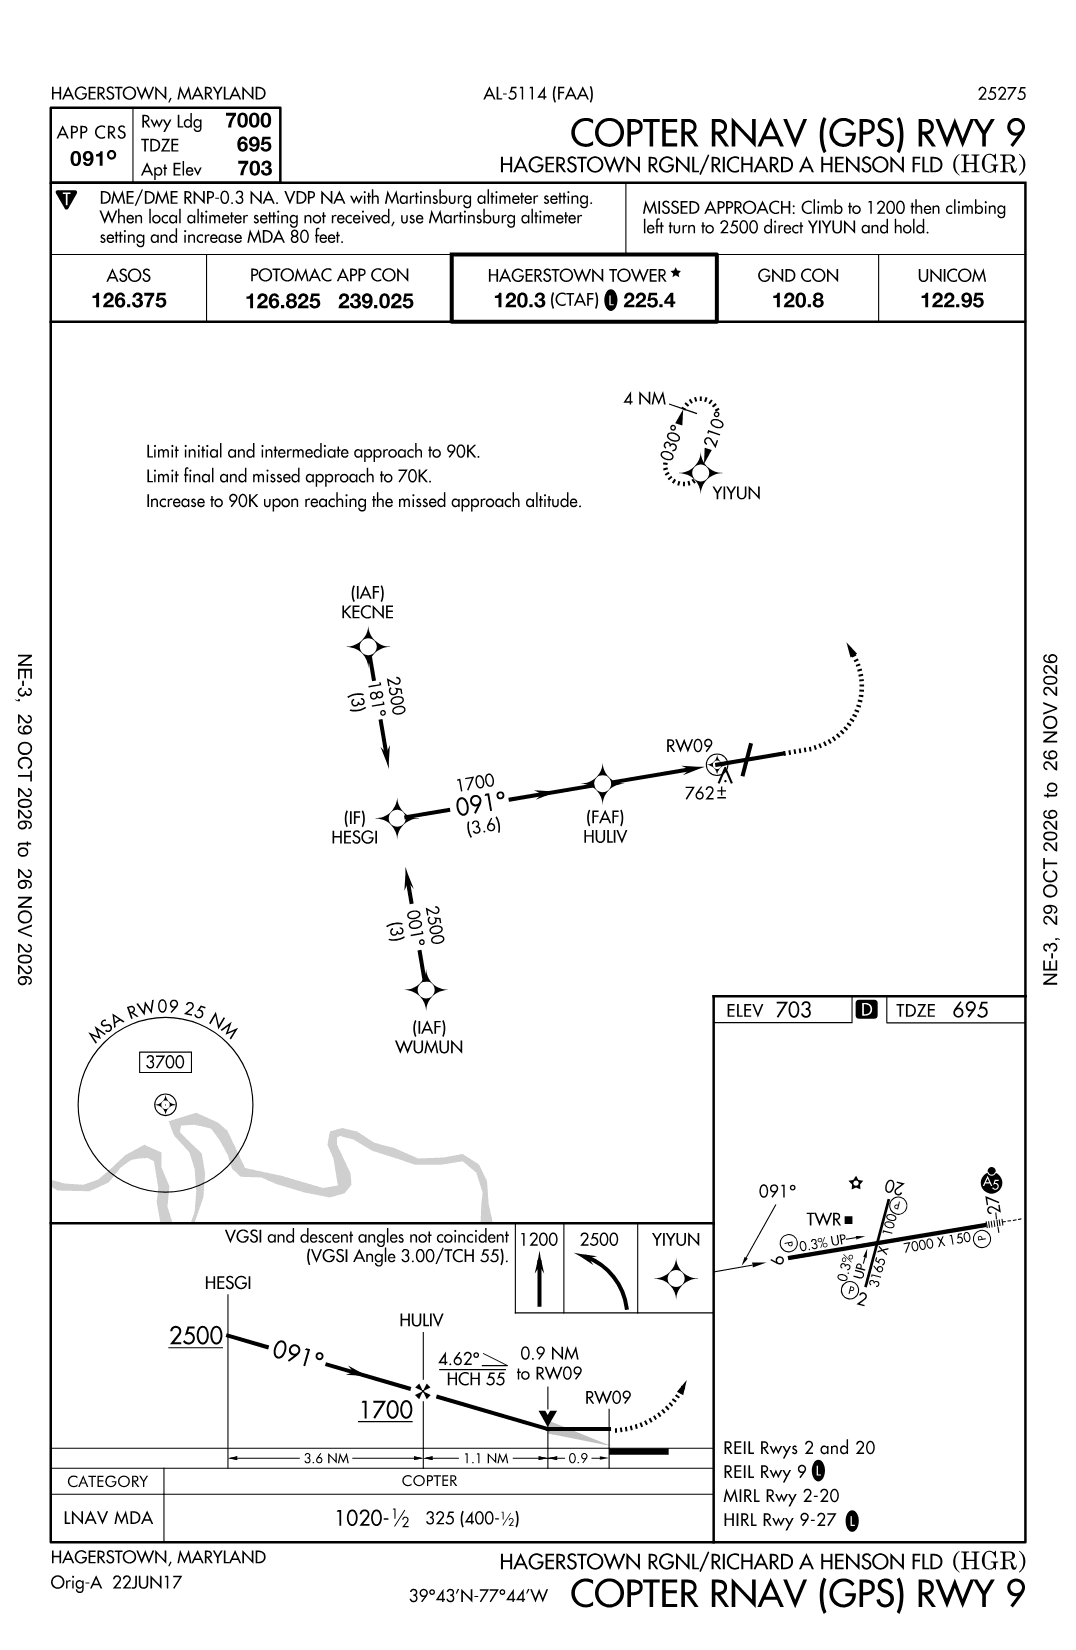 HAGERSTOWN, MARYLAND
AL-5114 (FAA)
25275
APP CRS
091°
Rwy Ldg 7000
TDZE 695
Apt Elev 703
COPTER RNAV (GPS) RWY 9
HAGERSTOWN RGNL/RICHARD A HENSON FLD (HGR)
T
DME/DME RNP-0.3 NA. VDP NA with Martinsburg altimeter setting.
When local altimeter setting not received, use Martinsburg altimeter
setting and increase MDA 80 feet.
MISSED APPROACH: Climb to 1200 then climbing
left turn to 2500 direct YIYUN and hold.
ASOS
126.375
POTOMAC APP CON
126.825 239.025
HAGERSTOWN TOWER★
120.3 (CTAF) L 225.4
GND CON
120.8
UNICOM
122.95
4 NM
030°
210°
YIYUN
Limit initial and intermediate approach to 90K.
Limit final and missed approach to 70K.
Increase to 90K upon reaching the missed approach altitude.
(IAF)
KECNE
2500
181°
(3)
RW09
762±
1700
091°
(3.6)
(IF)
HESGI
(FAF)
HULIV
2500
001°
(3)
(IAF)
WUMUN
NE-3, 29 OCT 2026 to 26 NOV 2026
NE-3, 29 OCT 2026 to 26 NOV 2026
MSA RW09 25 NM
3700
ELEV 703
D
TDZE 695
091°
TWR
20
A5
27
P
P
0.3% UP
7000 X 150
P
9
0.3%
UP
3165 X 100
P
2
REIL Rwys 2 and 20
REIL Rwy 9 L
MIRL Rwy 2-20
HIRL Rwy 9-27 L
VGSI and descent angles not coincident
(VGSI Angle 3.00/TCH 55).
1200
2500
YIYUN
HESGI
HULIV
2500
091°
4.62°
HCH 55
0.9 NM
to RW09
RW09
1700
3.6 NM
1.1 NM
0.9
CATEGORY
COPTER
LNAV MDA
1020-½ 325 (400-½)
HAGERSTOWN, MARYLAND
Orig-A 22JUN17
39°43'N-77°44'W
HAGERSTOWN RGNL/RICHARD A HENSON FLD (HGR)
COPTER RNAV (GPS) RWY 9